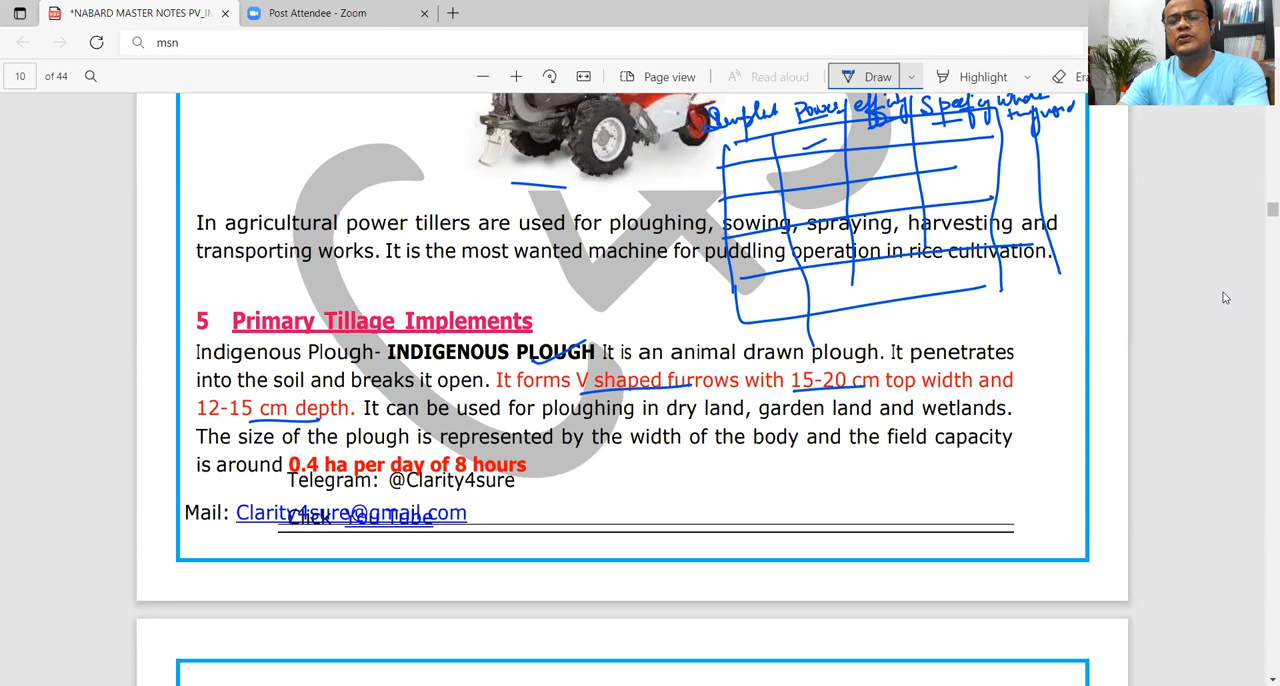 *NABARD MASTER NOTES PV_IN
Post Attendee - Zoom
msn
10 of 44
Page view
Read aloud
Draw
Highlight
Era
Power
In agricultural power tillers are used for ploughing, sowing, spraying, harvesting and
transporting works. It is the most wanted machine for puddling operation in rice cultivation.
5 Primary Tillage Implements
Indigenous Plough- INDIGENOUS PLOUGH It is an animal drawn plough. It penetrates
into the soil and breaks it open. It forms V shaped furrows with 15-20 cm top width and
12-15 cm depth. It can be used for ploughing in dry land, garden land and wetlands.
The size of the plough is represented by the width of the body and the field capacity
is around 0.4 ha per day of 8 hours
Telegram: @Clarity4sure
Mail: Clarity4sure@gmail.com
Click You Tube